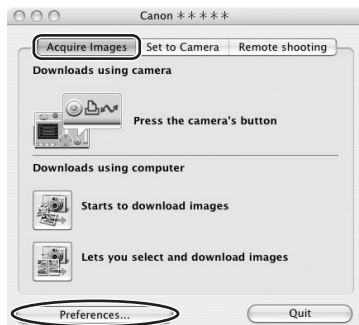 Canon ＊＊＊＊＊
Acquire Images Set to Camera Remote shooting
Downloads using camera
Press the camera's button
Downloads using computer
Starts to download images
Lets you select and download images
Preferences... Quit